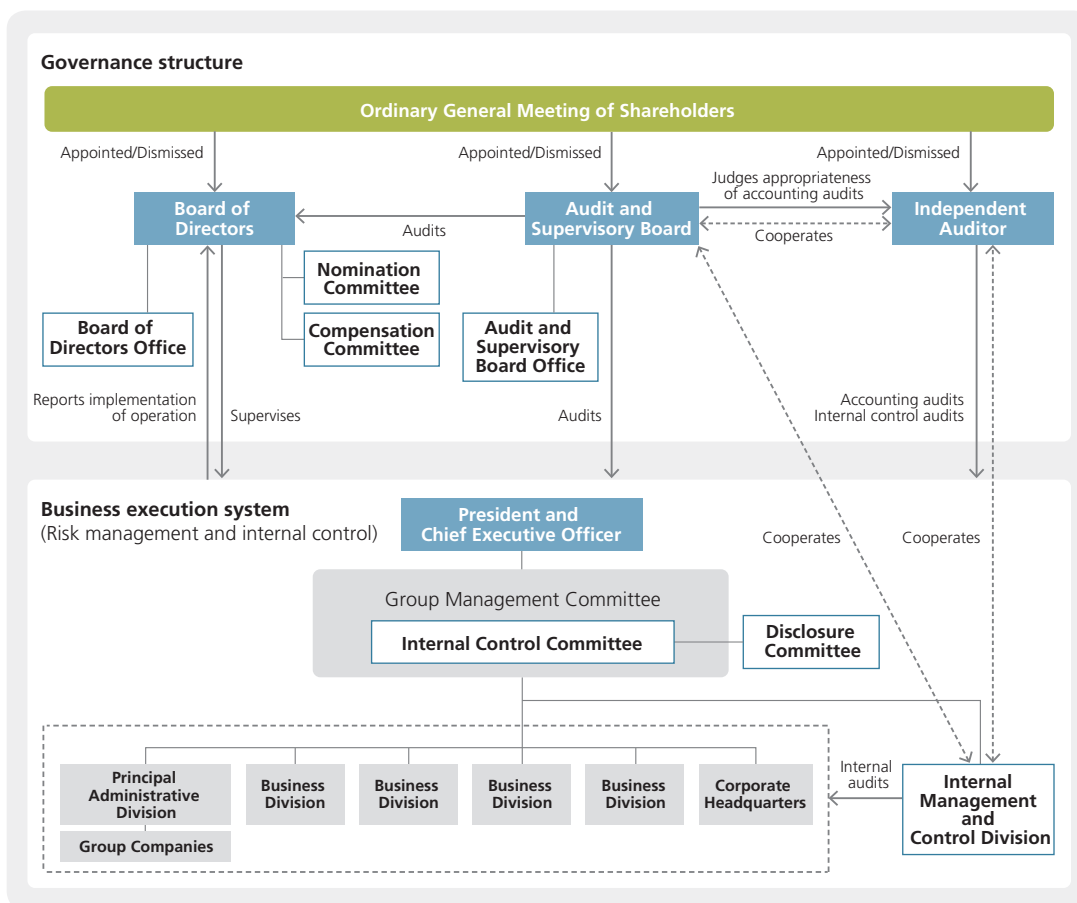 Governance structure
Ordinary General Meeting of Shareholders
Appointed/Dismissed
Appointed/Dismissed
Appointed/Dismissed
Judges appropriateness
of accounting audits
Board of
Directors
Audit and
Supervisory Board
Independent
Auditor
Audits
Cooperates
Nomination
Committee
Board of
Directors Office
Compensation
Committee
Audit and
Supervisory
Board Office
Reports implementation
of operation
Supervises
Audits
Accounting audits
Internal control audits
Business execution system
(Risk management and internal control)
President and
Chief Executive Officer
Cooperates
Cooperates
Group Management Committee
Internal Control Committee
Disclosure
Committee
Principal
Administrative
Division
Business
Division
Business
Division
Business
Division
Business
Division
Corporate
Headquarters
Internal
audits
Internal
Management
and
Control Division
Group Companies